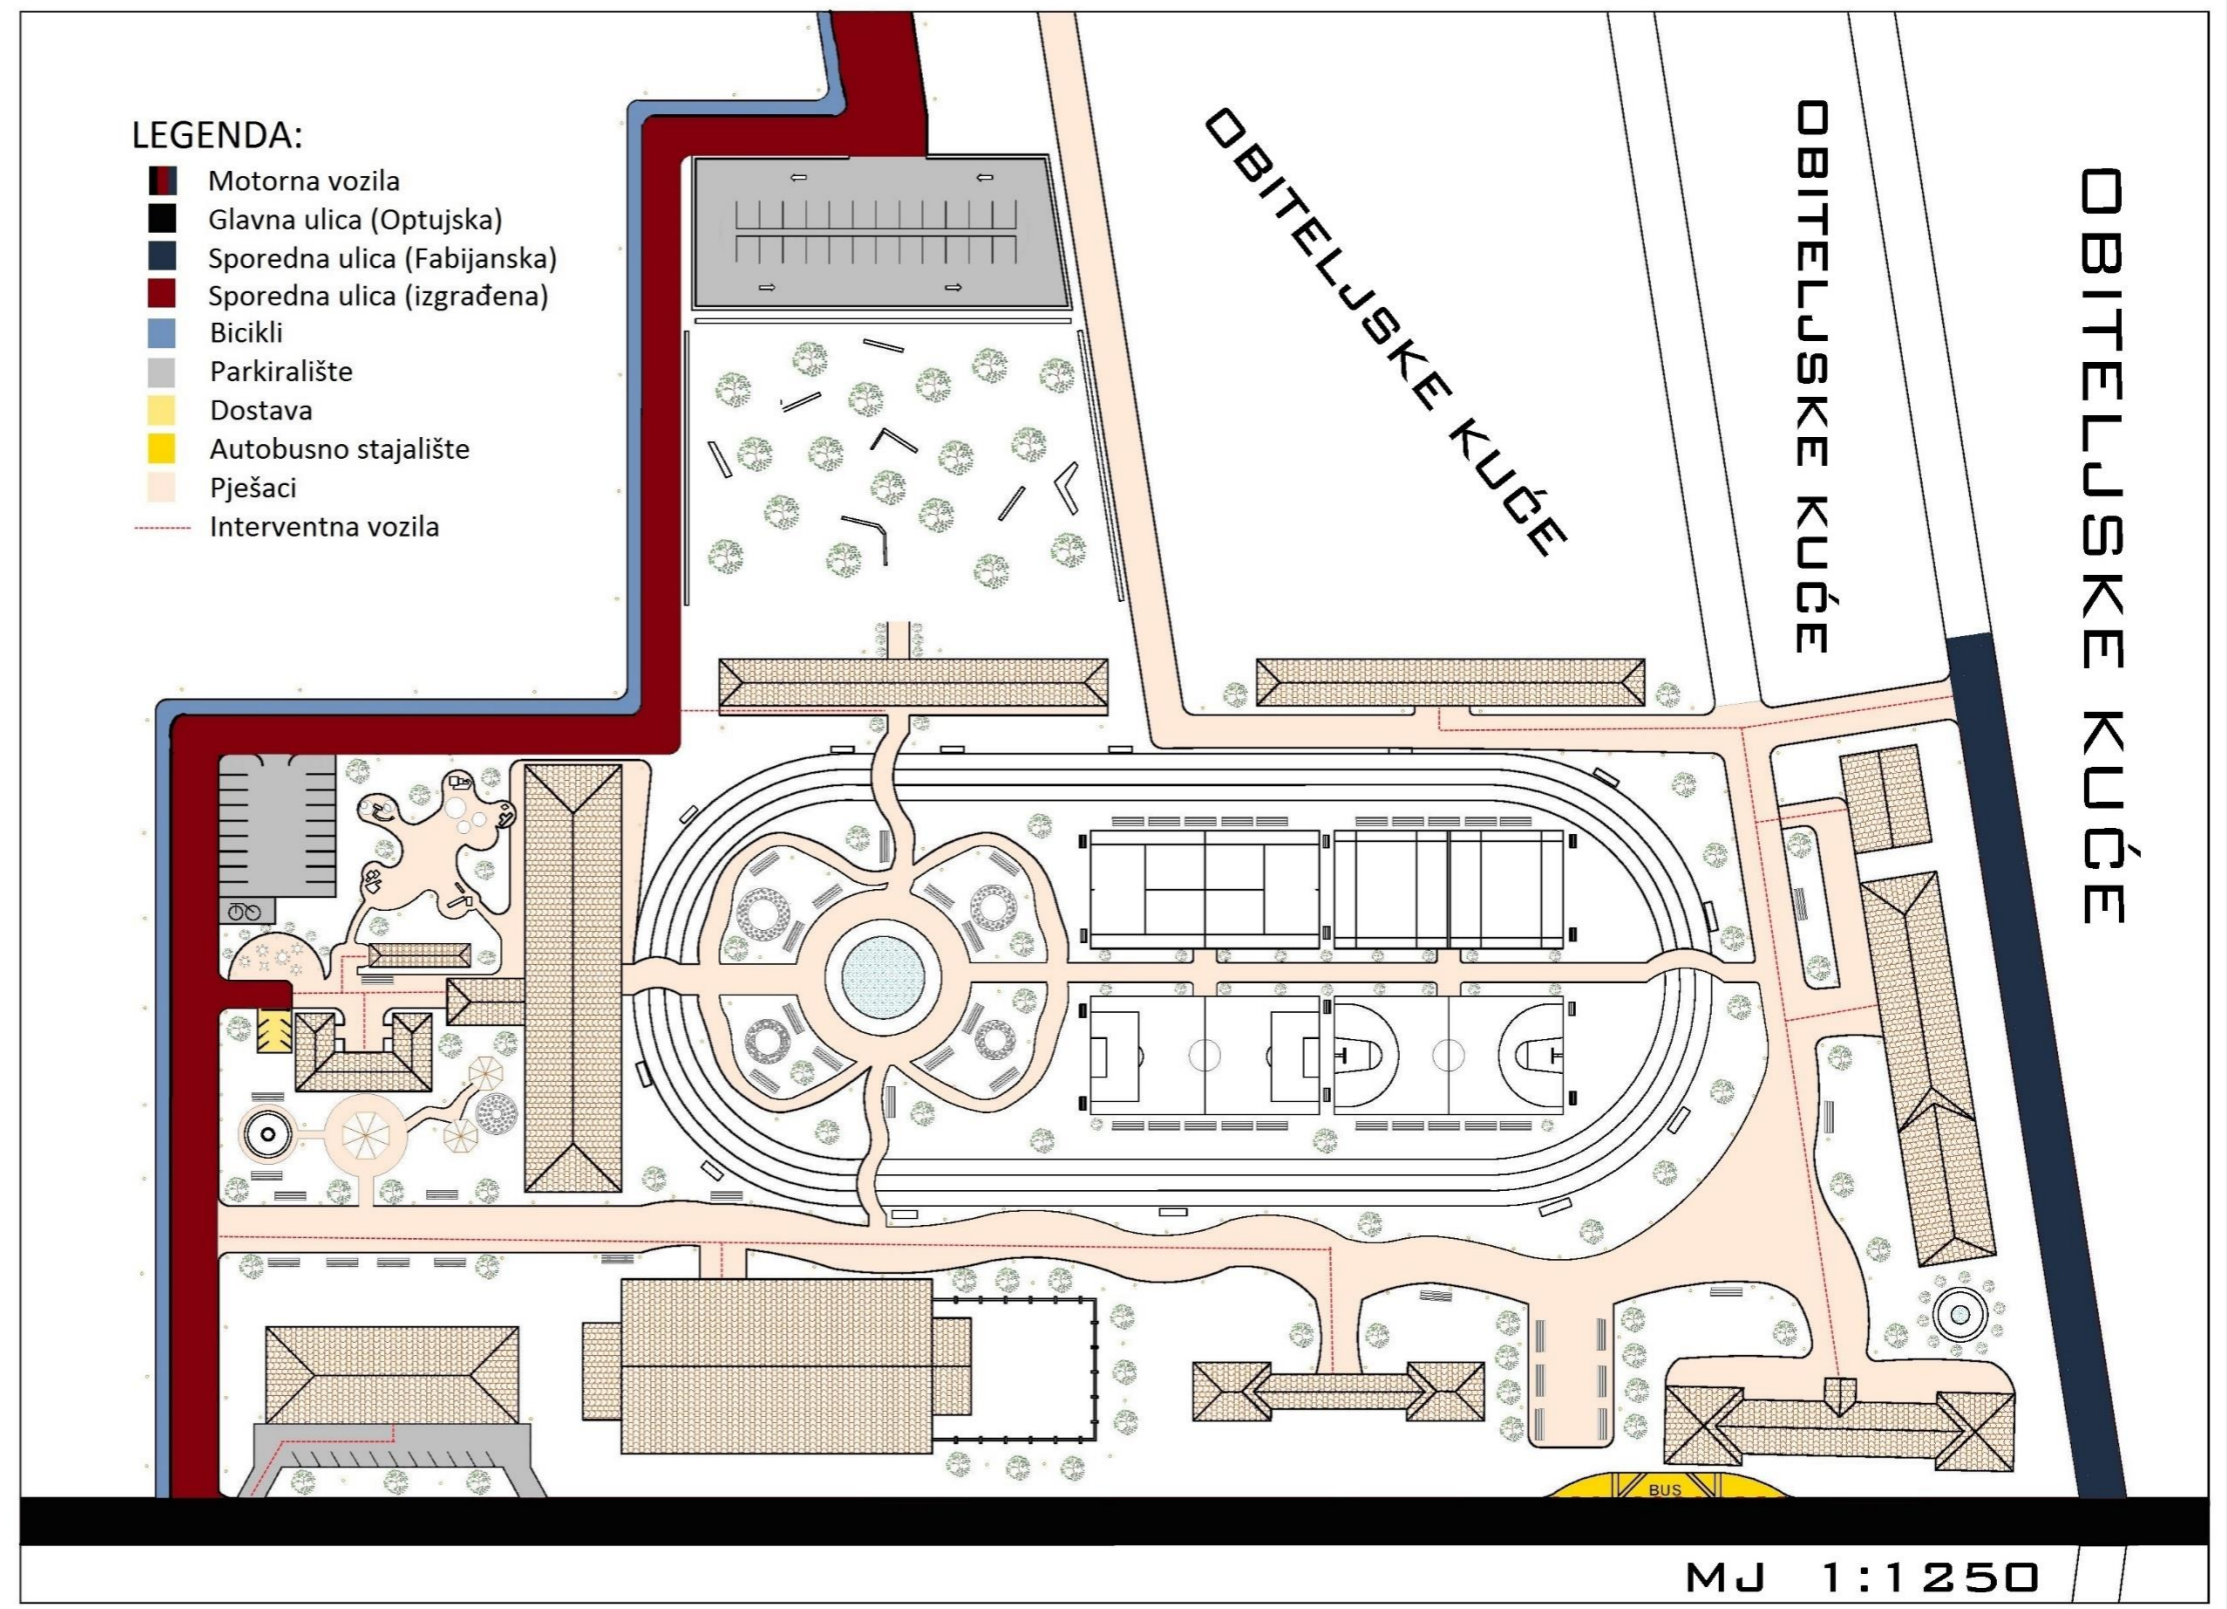 LEGENDA:
Motorna vozila
Glavna ulica (Optujska)
Sporedna ulica (Fabijanska)
Sporedna ulica (izgrađena)
Bicikli
Parkiralište
Dostava
Autobusno stajalište
Pješaci
Interventna vozila
OBITELJSKE KUĆE
OBITELJSKE KUĆE
OBITELJSKE KUĆE
BUS
MJ 1:1250